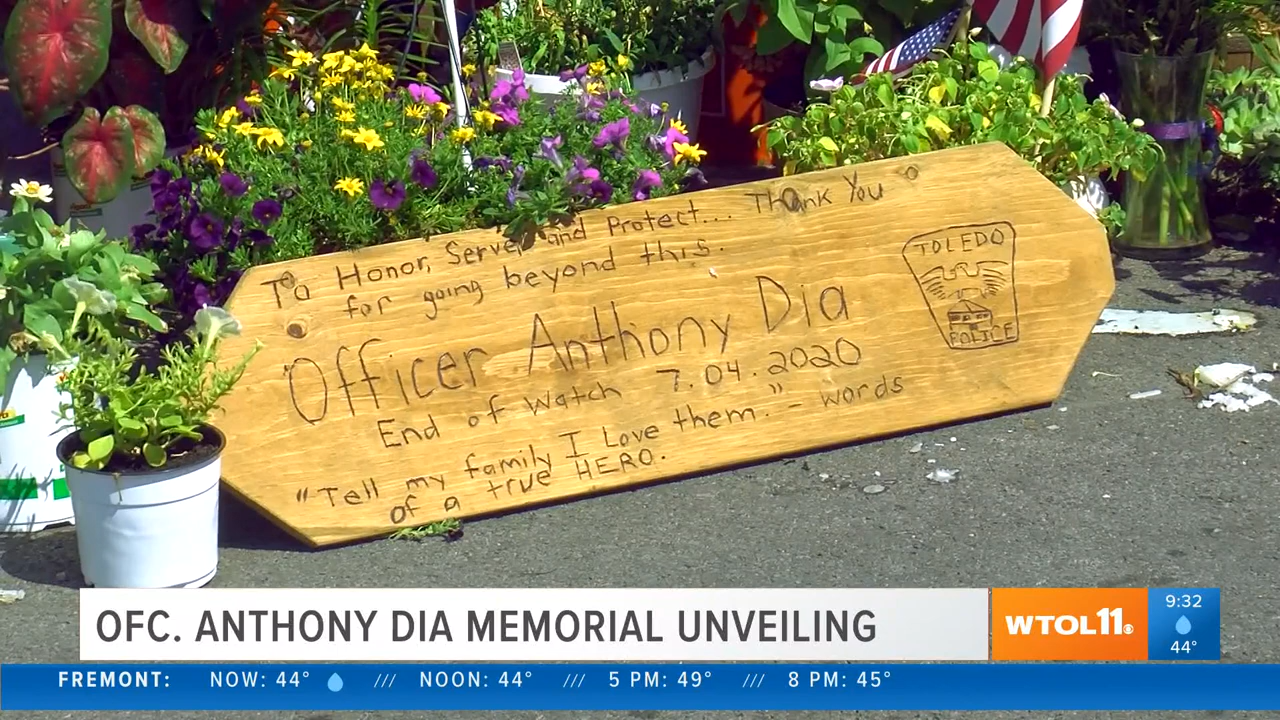 To Honor, Serve, and Protect... Thank You
for going beyond this.
Officer Anthony Dia
End of Watch 7.04.2020
"Tell my family I Love them." - words
of a true HERO.
TOLEDO
POLICE
OFC. ANTHONY DIA MEMORIAL UNVEILING
WTOL11
9:32
44°
FREMONT: NOW: 44° /// NOON: 44° /// 5 PM: 49° /// 8 PM: 45°